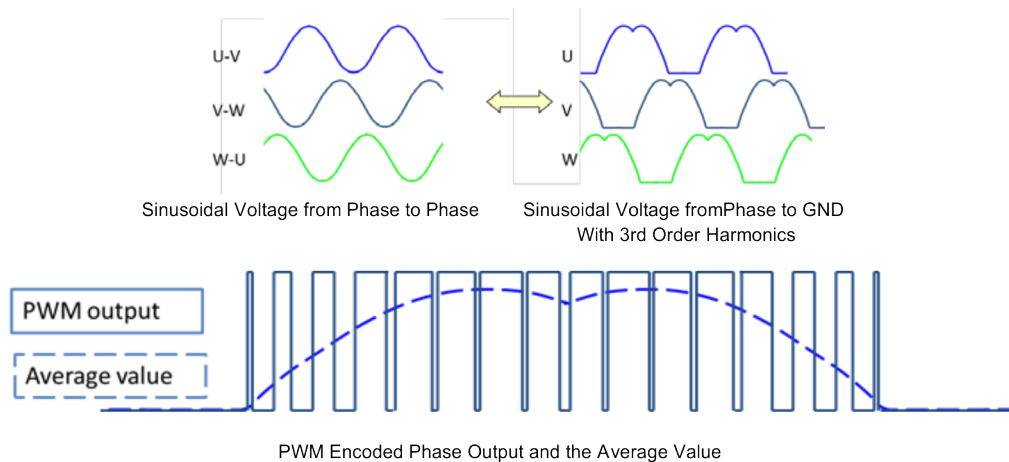 U-V
U
V-W
V
W-U
W
Sinusoidal Voltage from Phase to Phase
Sinusoidal Voltage fromPhase to GND
With 3rd Order Harmonics
PWM output
Average value
PWM Encoded Phase Output and the Average Value